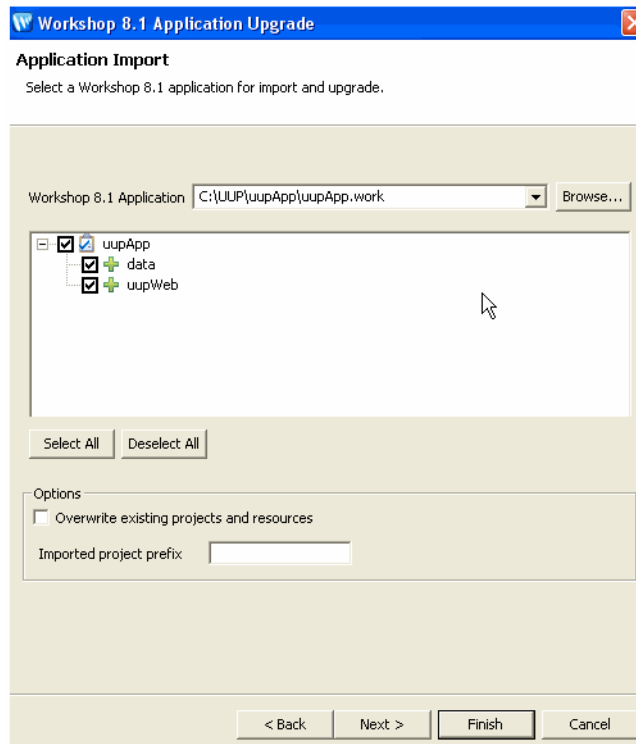 Workshop 8.1 Application Upgrade
Application Import
Select a Workshop 8.1 application for import and upgrade.
Workshop 8.1 Application C:\UUP\uupApp\uupApp.work Browse...
uupApp
data
uupWeb
Select All Deselect All
Options
Overwrite existing projects and resources
Imported project prefix
< Back Next > Finish Cancel